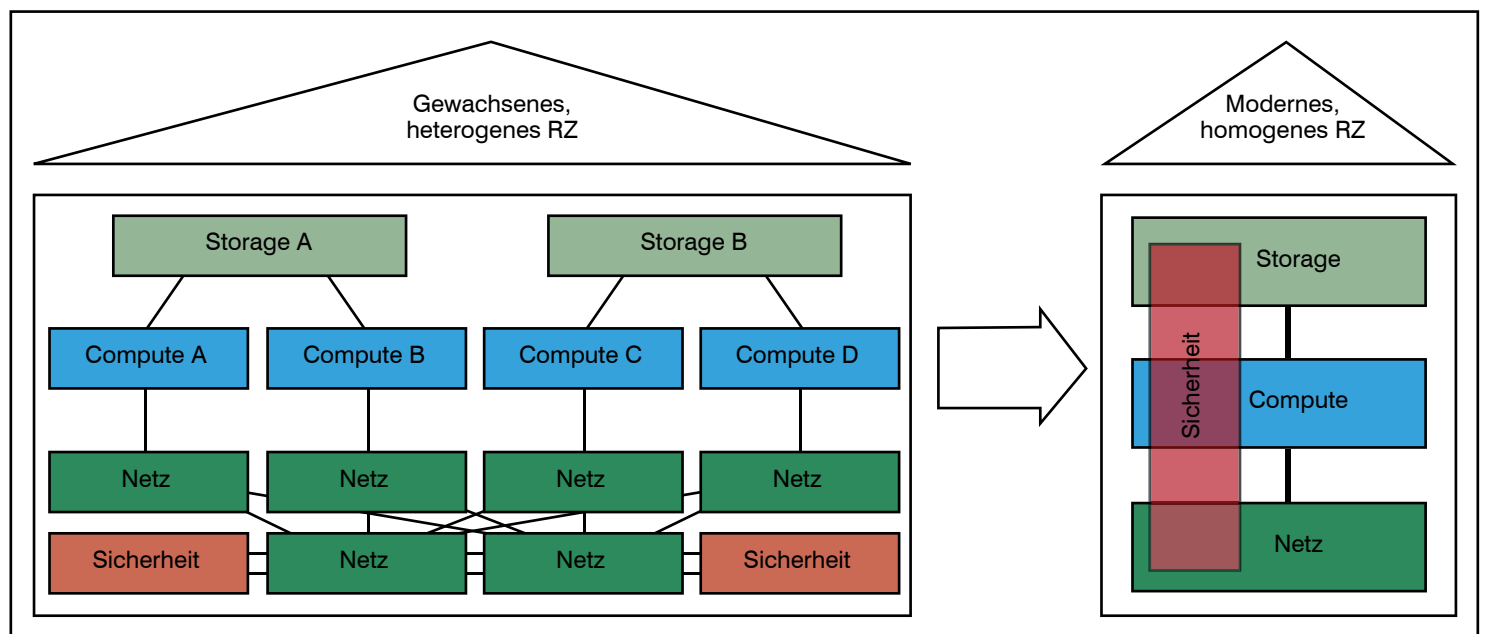 Gewachsenes,
heterogenes RZ
Modernes,
homogenes RZ
Storage A
Storage B
Compute A
Compute B
Compute C
Compute D
Netz
Netz
Netz
Netz
Sicherheit
Netz
Netz
Sicherheit
Storage
Sicherheit
Compute
Netz